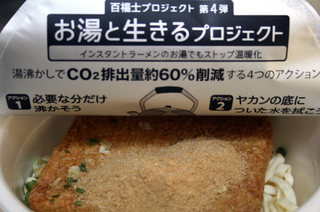 百福士プロジェクト 第4弾
お湯と生きるプロジェクト
インスタントラーメンのお湯でもストップ温暖化
湯沸かしでCO2排出量約60%削減する4つのアクション
アクション1 必要な分だけ沸かそう
アクション2 ヤカンの底についた水を拭こう